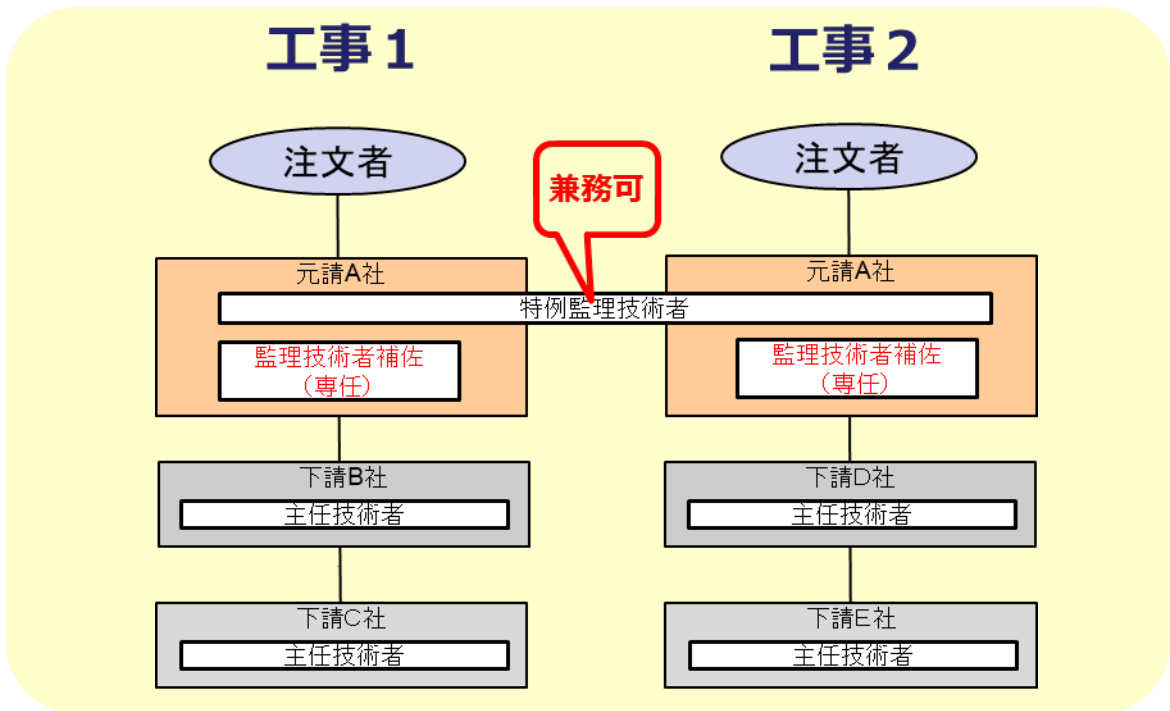 工事１
工事２
注文者
注文者
兼務可
元請A社
元請A社
特例監理技術者
監理技術者補佐
（専任）
監理技術者補佐
（専任）
下請B社
主任技術者
下請D社
主任技術者
下請C社
主任技術者
下請E社
主任技術者